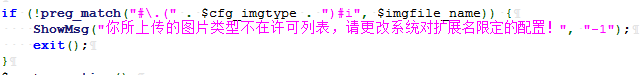 if (!preg_match("#\.(" . $cfg_imgtype . ")#i", $imgfile_name)) {
ShowMsg("你所上传的图片类型不在许可列表，请更改系统对扩展名限定的配置！", "-1");
exit();
}